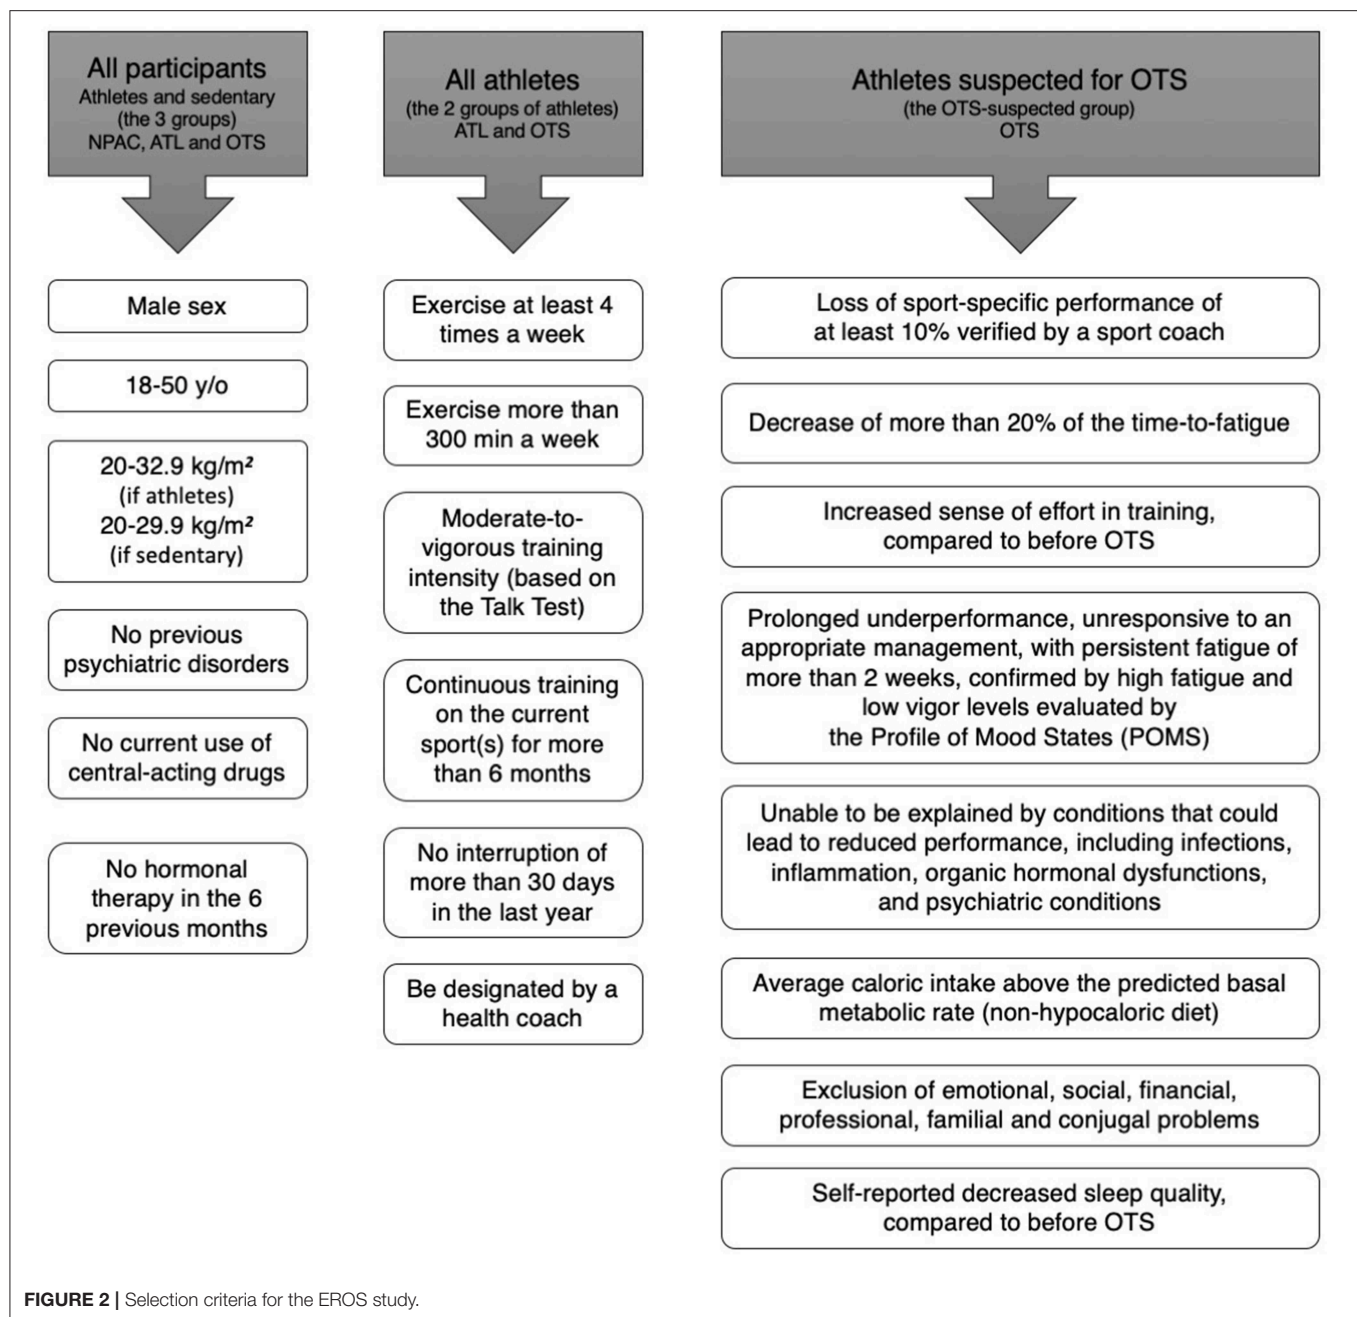 All participants
Athletes and sedentary
(the 3 groups)
NPAC, ATL and OTS
Male sex
18-50 y/o
20-32.9 kg/m²
(if athletes)
20-29.9 kg/m²
(if sedentary)
No previous
psychiatric disorders
No current use of
central-acting drugs
No hormonal
therapy in the 6
previous months
All athletes
(the 2 groups of athletes)
ATL and OTS
Exercise at least 4
times a week
Exercise more than
300 min a week
Moderate-to-
vigorous training
intensity (based on
the Talk Test)
Continuous training
on the current
sport(s) for more
than 6 months
No interruption of
more than 30 days
in the last year
Be designated by a
health coach
Athletes suspected for OTS
(the OTS-suspected group)
OTS
Loss of sport-specific performance of
at least 10% verified by a sport coach
Decrease of more than 20% of the time-to-fatigue
Increased sense of effort in training,
compared to before OTS
Prolonged underperformance, unresponsive to an
appropriate management, with persistent fatigue of
more than 2 weeks, confirmed by high fatigue and
low vigor levels evaluated by
the Profile of Mood States (POMS)
Unable to be explained by conditions that could
lead to reduced performance, including infections,
inflammation, organic hormonal dysfunctions,
and psychiatric conditions
Average caloric intake above the predicted basal
metabolic rate (non-hypocaloric diet)
Exclusion of emotional, social, financial,
professional, familial and conjugal problems
Self-reported decreased sleep quality,
compared to before OTS
FIGURE 2 | Selection criteria for the EROS study.